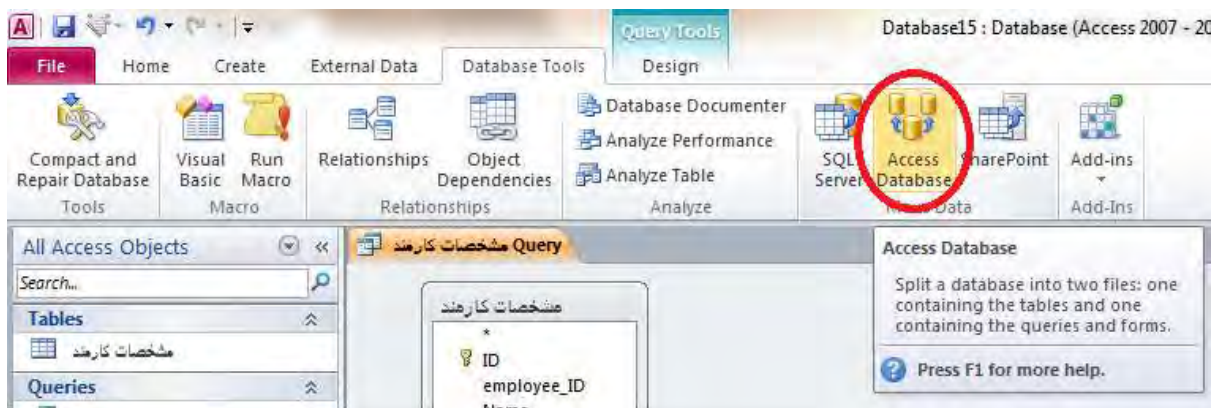 A
Query Tools
Database15 : Database (Access 2007 - 20
File Home Create External Data Database Tools Design
Compact and Repair Database
Visual Basic
Run Macro
Relationships
Object Dependencies
Database Documenter
Analyze Performance
Analyze Table
SQL Server
Access Database
SharePoint
Add-ins
Tools Macro Relationships Analyze Move Data Add-Ins
All Access Objects
Search...
Tables
مشخصات کارمند
Queries
مشخصات کارمند Query
مشخصات کارمند
*
ID
employee_ID
Name
Access Database
Split a database into two files: one
containing the tables and one
containing the queries and forms.
Press F1 for more help.